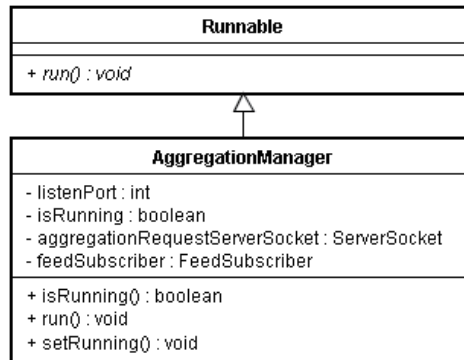 Runnable
+ run() : void
AggregationManager
- listenPort : int
- isRunning : boolean
- aggregationRequestServerSocket : ServerSocket
- feedSubscriber : FeedSubscriber
+ isRunning() : boolean
+ run() : void
+ setRunning() : void